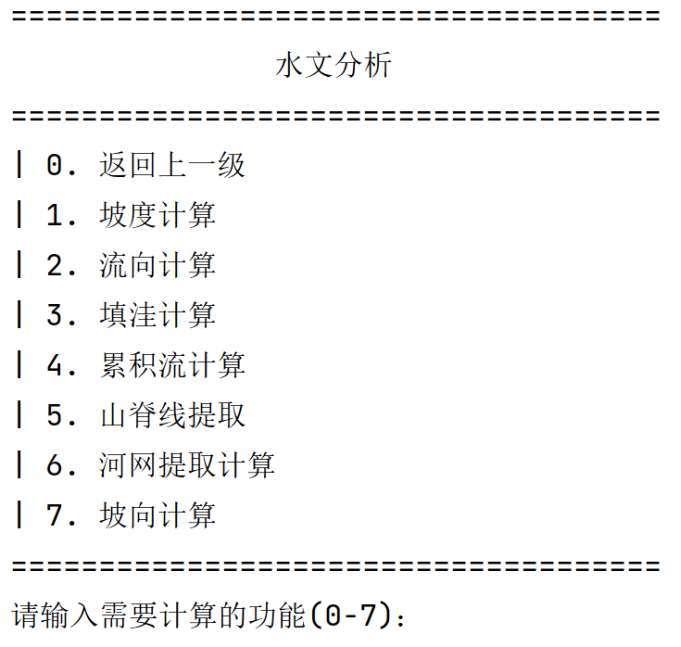 =====================================
水文分析
=====================================
| 0. 返回上一级
| 1. 坡度计算
| 2. 流向计算
| 3. 填洼计算
| 4. 累积流计算
| 5. 山脊线提取
| 6. 河网提取计算
| 7. 坡向计算
=====================================
请输入需要计算的功能(0-7):